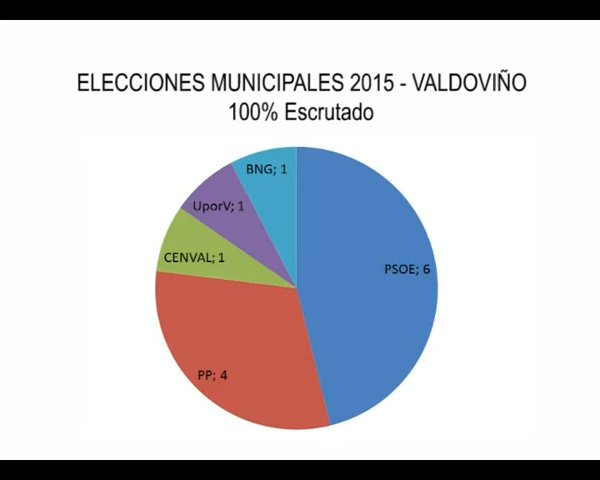 ELECCIONES MUNICIPALES 2015 - VALDOVIÑO
100% Escrutado
BNG; 1
UporV; 1
CENVAL; 1
PSOE; 6
PP; 4